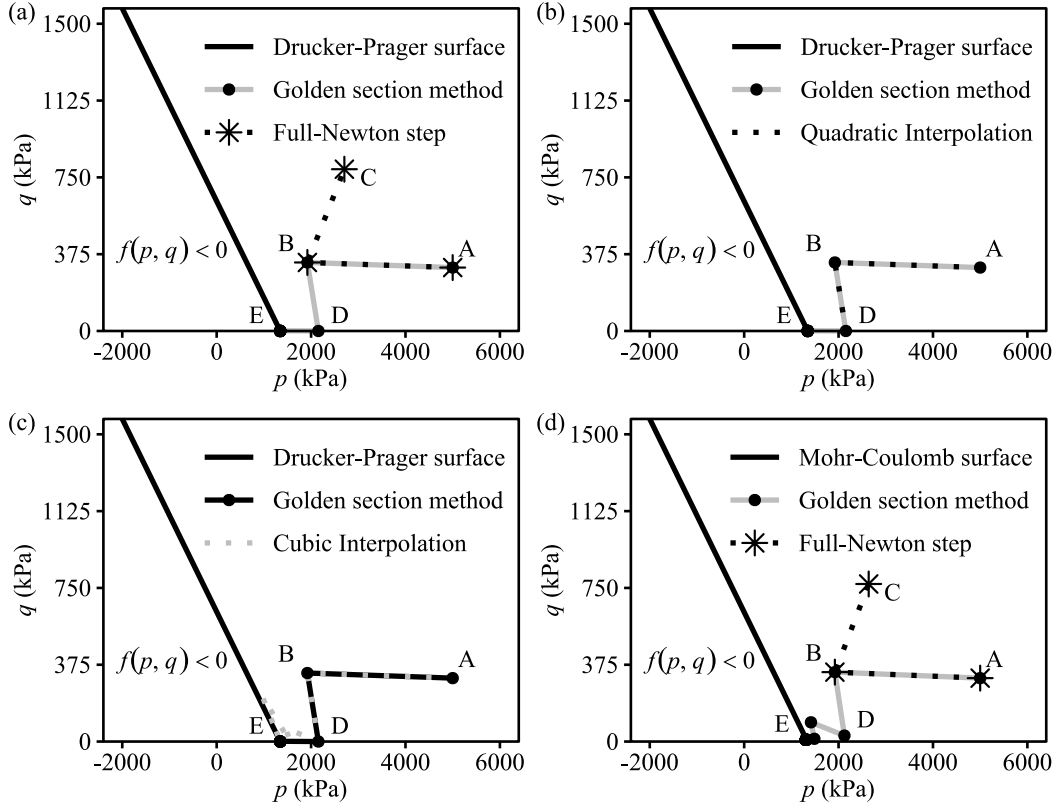 (a)
1500
1125
750
375
0
q (kPa)
Drucker-Prager surface
Golden section method
Full-Newton step
C
B
A
f(p, q) < 0
E
D
-2000 0 2000 4000 6000
p (kPa)
(b)
1500
1125
750
375
0
q (kPa)
Drucker-Prager surface
Golden section method
Quadratic Interpolation
B
A
f(p, q) < 0
E
D
-2000 0 2000 4000 6000
p (kPa)
(c)
1500
1125
750
375
0
q (kPa)
Drucker-Prager surface
Golden section method
Cubic Interpolation
B
A
f(p, q) < 0
E
D
-2000 0 2000 4000 6000
p (kPa)
(d)
1500
1125
750
375
0
q (kPa)
Mohr-Coulomb surface
Golden section method
Full-Newton step
C
B
A
f(p, q) < 0
E
D
-2000 0 2000 4000 6000
p (kPa)